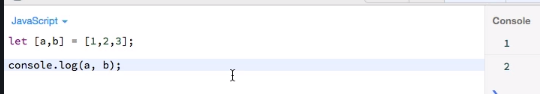 JavaScript
let [a,b] = [1,2,3];
console.log(a, b);
Console
1
2